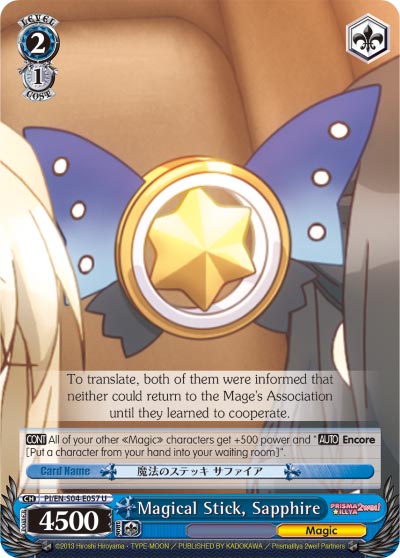 LEVEL
2
1
COST
To translate, both of them were informed that
neither could return to the Mage's Association
until they learned to cooperate.
CONT All of your other «Magic» characters get +500 power and "AUTO Encore
[Put a character from your hand into your waiting room]".
Card Name 魔法のステッキ サファイア
CH PI/EN-S04-E057 U
POWER
4500
Magical Stick, Sapphire
PRISMA☆ILLYA 2wei!
Magic
©2013 Hiroshi Hiroyama・TYPE-MOON / PUBLISHED BY KADOKAWA / Prismaillya Zwei! Partners